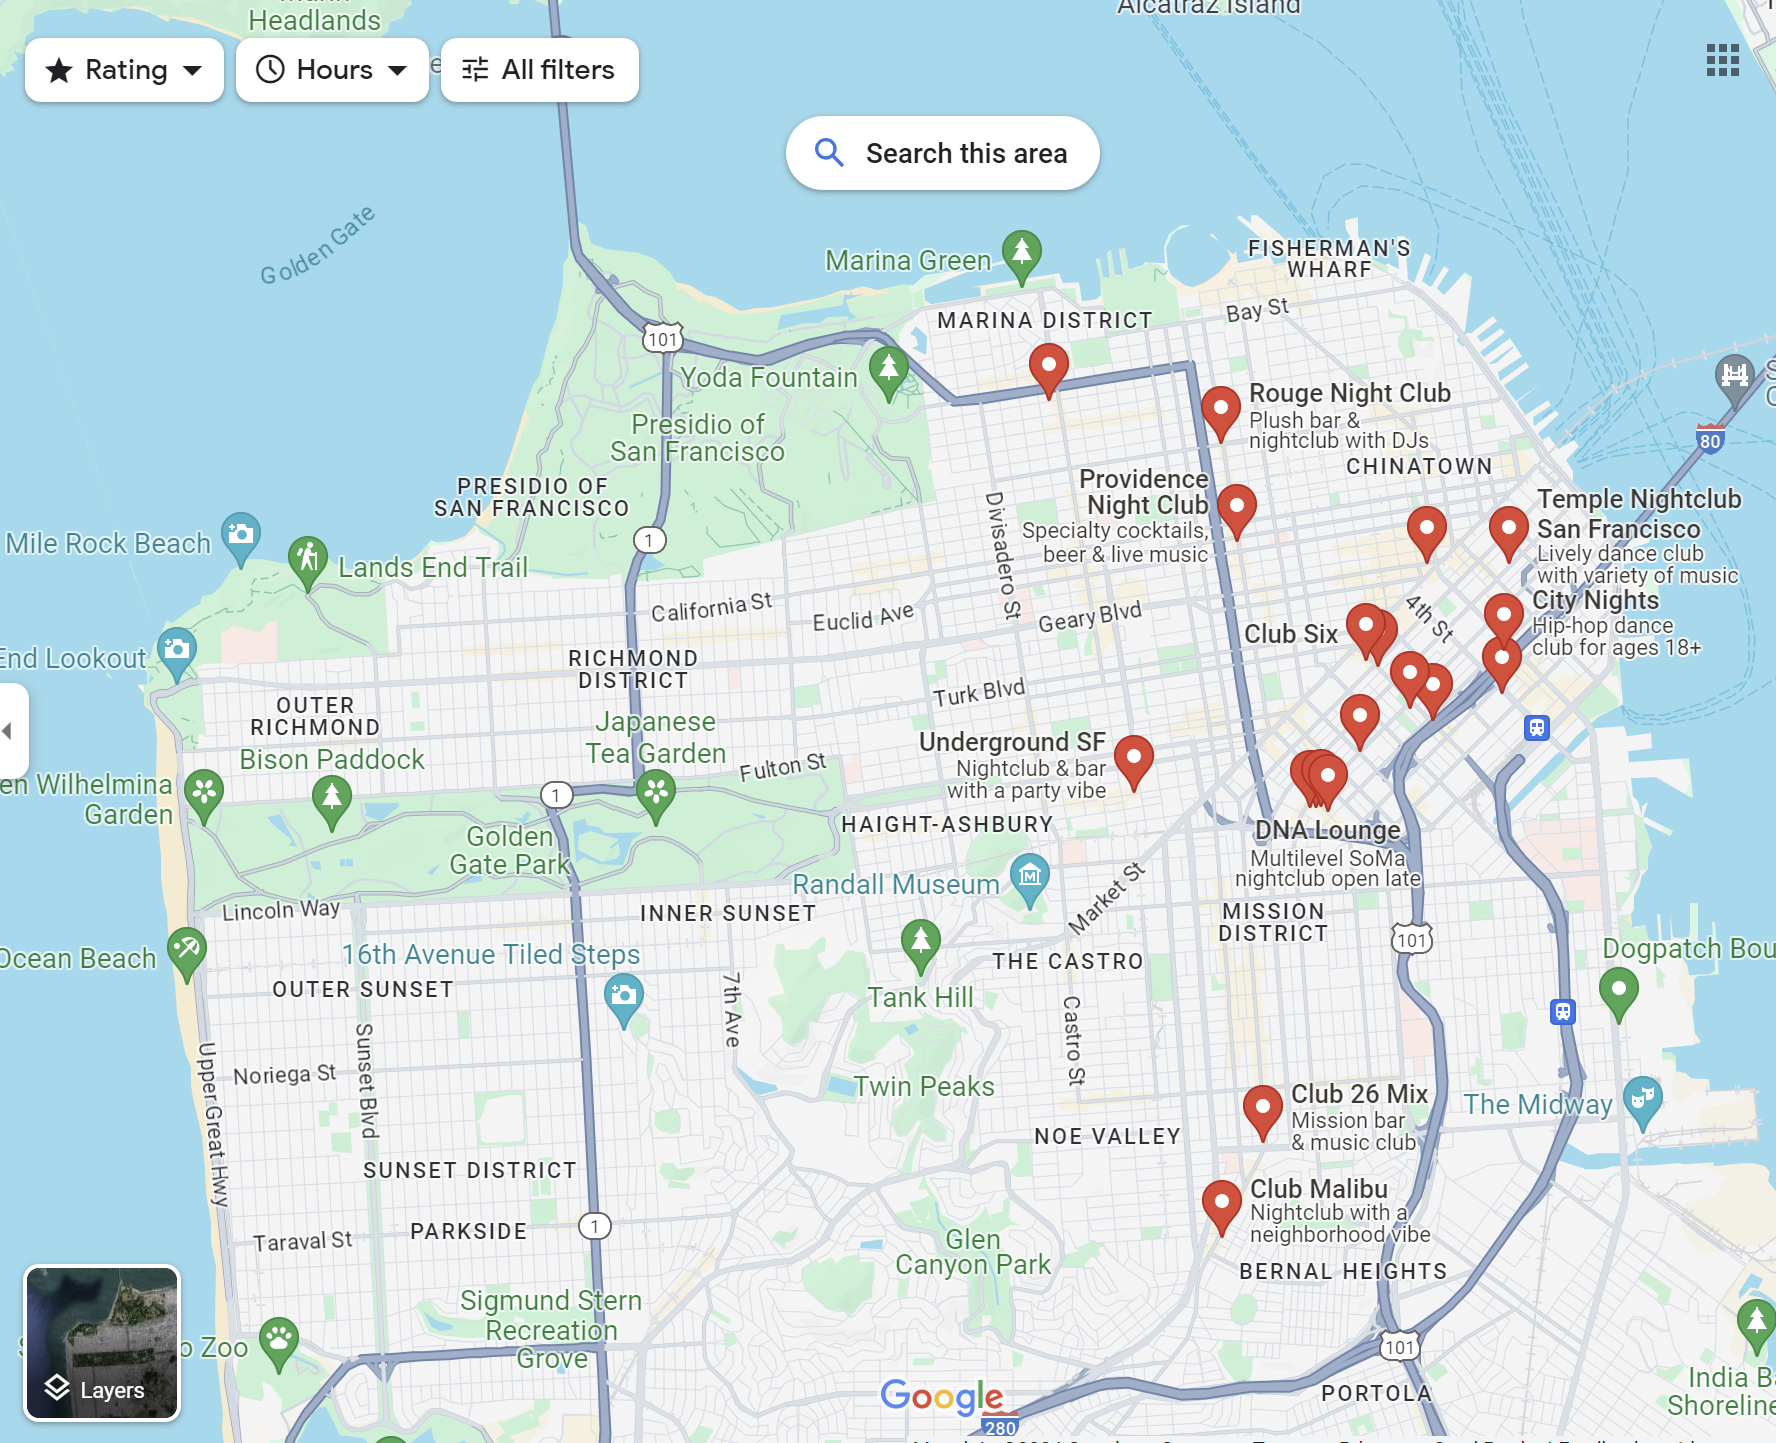 Headlands
Alcatraz Island
Rating
Hours
All filters
Search this area
Golden Gate
Marina Green
FISHERMAN'S
WHARF
Bay St
MARINA DISTRICT
101
Yoda Fountain
Presidio of
San Francisco
Rouge Night Club
Plush bar &
nightclub with DJs
CHINATOWN
80
PRESIDIO OF
SAN FRANCISCO
Providence
Night Club
Specialty cocktails,
beer & live music
Temple Nightclub
San Francisco
Lively dance club
with variety of music
Mile Rock Beach
Lands End Trail
1
Divisadero St
California St
Euclid Ave
Geary Blvd
4th St
City Nights
Hip-hop dance
club for ages 18+
Club Six
End Lookout
RICHMOND
DISTRICT
Turk Blvd
OUTER
RICHMOND
Japanese
Tea Garden
Bison Paddock
Fulton St
Underground SF
Nightclub & bar
with a party vibe
en Wilhelmina
Garden
1
Golden
Gate Park
HAIGHT-ASHBURY
DNA Lounge
Multilevel SoMa
nightclub open late
Randall Museum
Market St
Lincoln Way
INNER SUNSET
MISSION
DISTRICT
101
Ocean Beach
16th Avenue Tiled Steps
THE CASTRO
Dogpatch Bou
OUTER SUNSET
Tank Hill
7th Ave
Castro St
Upper Great Hwy
Sunset Blvd
Noriega St
Twin Peaks
Club 26 Mix
Mission bar
& music club
The Midway
NOE VALLEY
SUNSET DISTRICT
Club Malibu
Nightclub with a
neighborhood vibe
Taraval St
PARKSIDE
1
Glen
Canyon Park
BERNAL HEIGHTS
Sigmund Stern
Recreation
Grove
o Zoo
Layers
101
Google
280
PORTOLA
India Ba
Shoreline